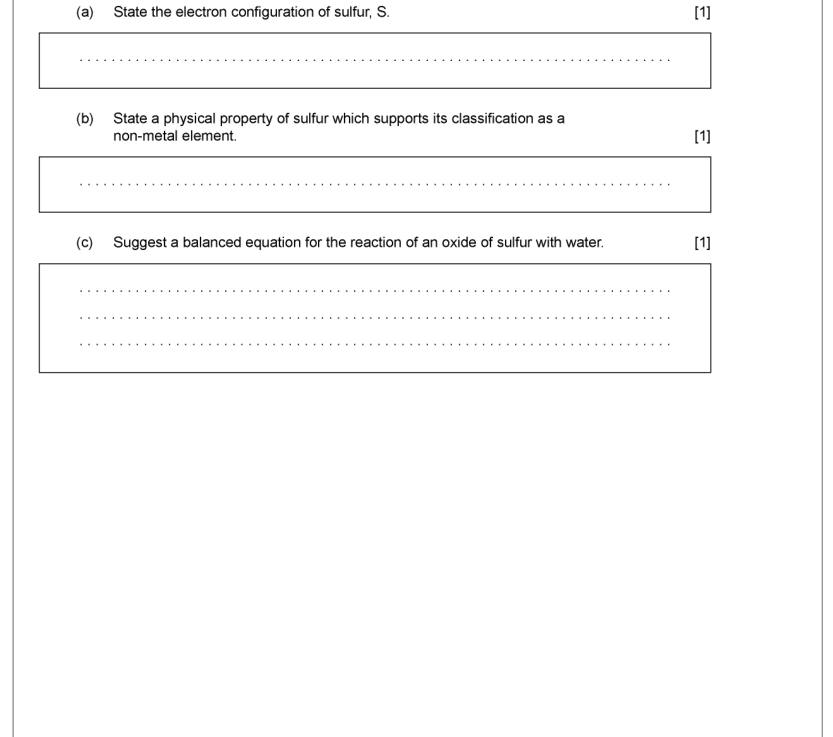 (a) State the electron configuration of sulfur, S. [1]
(b) State a physical property of sulfur which supports its classification as a
non-metal element. [1]
(c) Suggest a balanced equation for the reaction of an oxide of sulfur with water. [1]